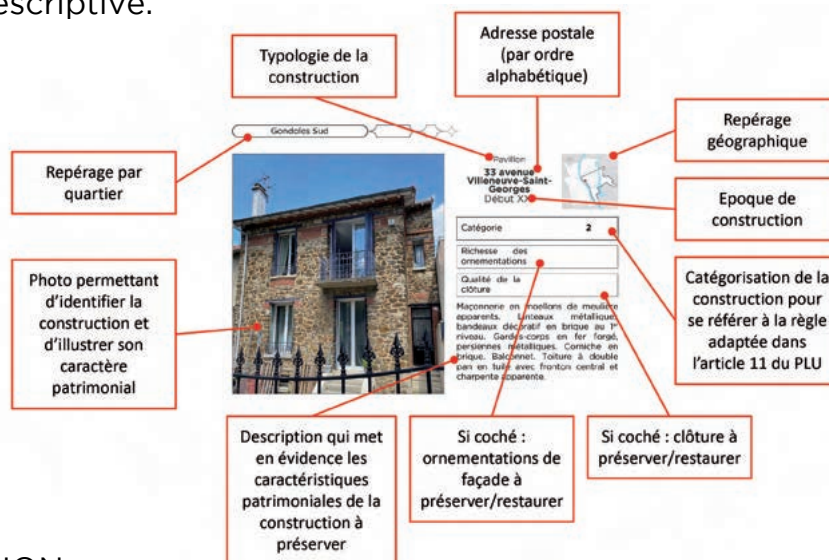 escriptive.
Typologie de la
construction
Adresse postale
(par ordre
alphabétique)
Repérage
géographique
Repérage par
quartier
Gondoles Sud
Pavillon
33 avenue
Villeneuve-Saint-
Georges
Début XX
Epoque de
construction
Catégorie 2
Richesse des
ornementations
Qualité de la
clôture
Photo permettant
d'identifier la
construction et
d'illustrer son
caractère
patrimonial
Catégorisation de la
construction pour
se référer à la règle
adaptée dans
l'article 11 du PLU
Maçonnerie en moellons de meulière
apparents. Linteaux métallique,
bandeaux décoratif en brique au 1er
niveau. Gardes-corps en fer forgé,
persiennes métalliques. Corniche en
brique. Balconnet. Toiture à double
pan en tuile avec fronton central et
charpente apparente.
Description qui met
en évidence les
caractéristiques
patrimoniales de la
construction à
préserver
Si coché :
ornementations de
façade à
préserver/restaurer
Si coché : clôture à
préserver/restaurer